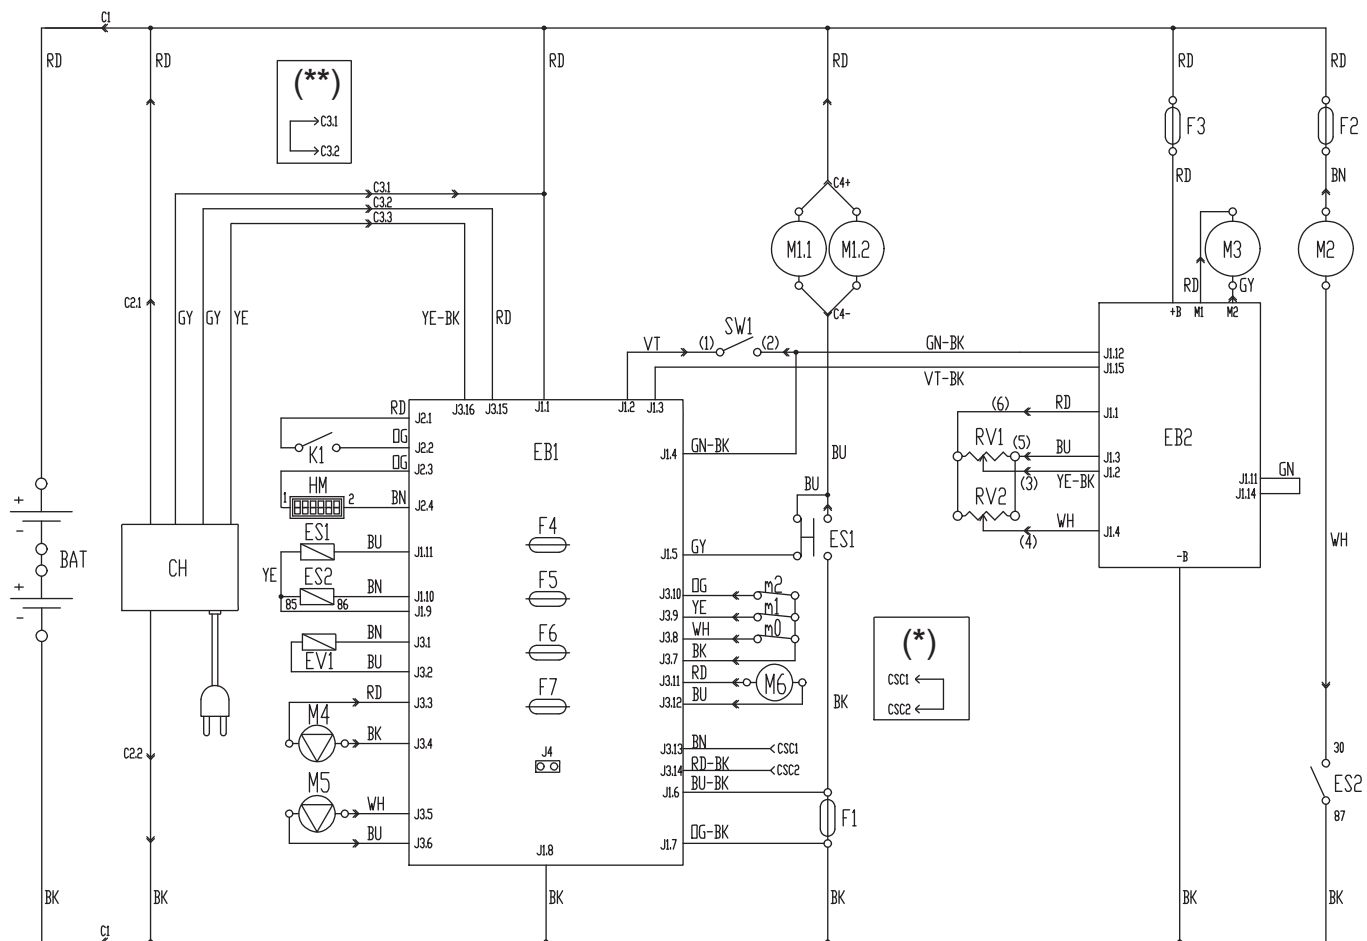 C1
RD RD RD RD RD RD
(**)
C3.1
C3.2
F3 F2
RD BN
C3.1
C3.2
C3.3
C4+
M1.1 M1.2 M3 M2
RD GY
C2.1 GY GY YE YE-BK RD
C4-
+B M1 M2
SW1
VT (1) (2) GN-BK J1.12
VT-BK J1.15
J3.16 J3.15 J1.1 J1.2 J1.3
RD J2.1
OG J2.2
K1
OG J2.3
HM
1 2 BN J2.4
EB1
GN-BK J1.4
BU
(6) RD J1.1
RV1 (5) BU J1.3
(3) YE-BK J1.2
RV2
(4) WH J1.4
EB2
GN
J1.11
J1.14
-B
+
-
BAT
+
-
CH
ES1
BU J1.11
YE ES2 BN J1.10
85 86 J1.9
BN J3.1
EV1 BU J3.2
RD J3.3
M4 BK J3.4
M5 WH J3.5
BU J3.6
F4
F5
F6
F7
J4
J1.8
BU
ES1
J1.5 GY
J3.10 OG m2
J3.9 YE m1
J3.8 WH m0
J3.7 BK
J3.11 RD M6
J3.12 BU
BK
J3.13 BN CSC1
J3.14 RD-BK CSC2
J1.6 BU-BK
F1
J1.7 OG-BK
(*)
CSC1
CSC2
WH
30
ES2
87
C2.2
BK BK BK BK BK BK
C1